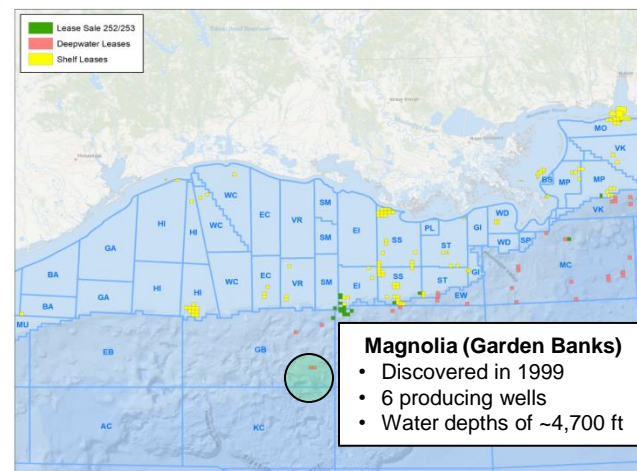 Lease Sale 252/253
Deepwater Leases
Shelf Leases
MO
VK
BS
MP
MP
VK
WC
SM
HI
HI
WC
EC
VR
EI
SS
PL
ST
GI
WD
WD
SP
GA
SM
BA
WC
EC
VR
SM
EI
SS
ST
GI
MC
BA
GA
HI
HI
EW
MU
EB
GB
AC
KC
Magnolia (Garden Banks)
• Discovered in 1999
• 6 producing wells
• Water depths of ~4,700 ft